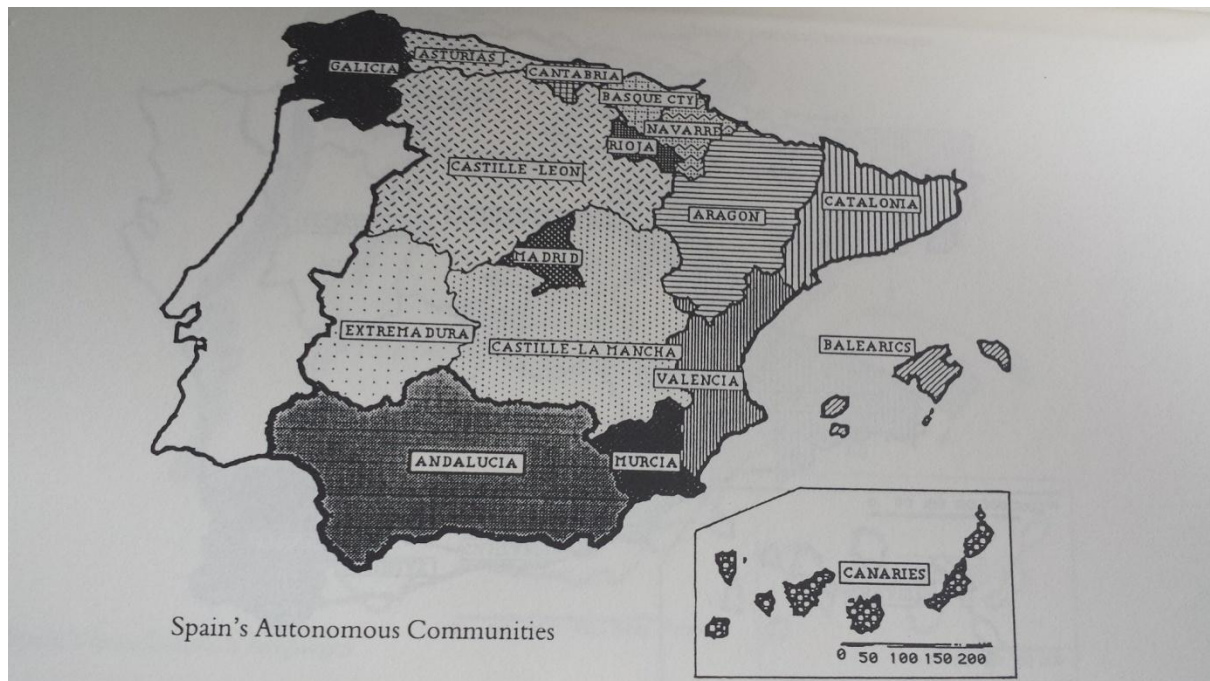 ASTURIAS
GALICIA
CANTABRIA
BASQUE CTY
NAVARRE
RIOJA
CASTILLE-LEON
CATALONIA
ARAGON
MADRID
EXTREMADURA
CASTILLE-LA MANCHA
BALEARICS
VALENCIA
ANDALUCIA
MURCIA
CANARIES
0 50 100 150 200
Spain's Autonomous Communities